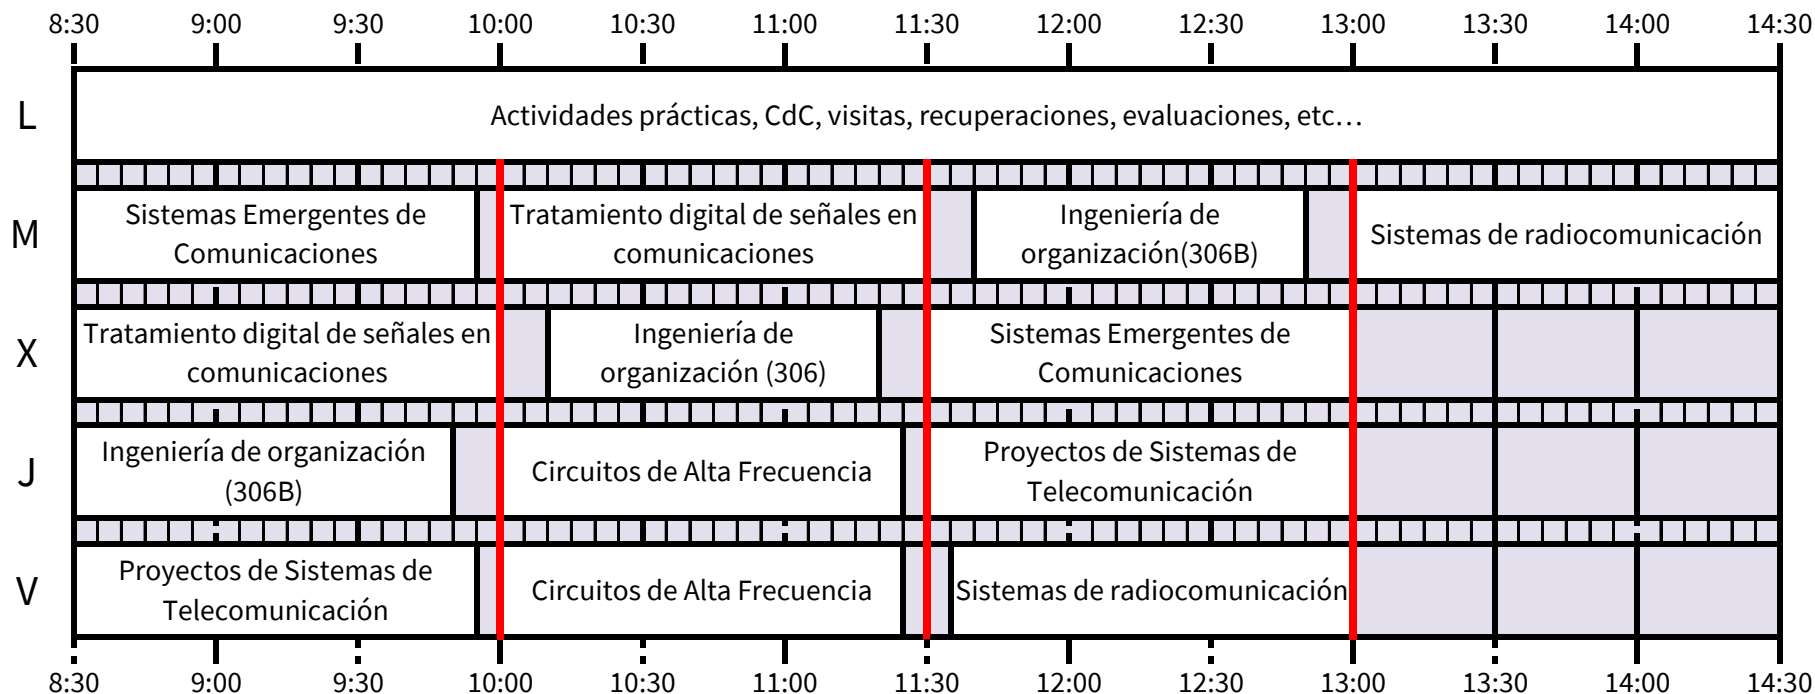 8:30 9:00 9:30 10:00 10:30 11:00 11:30 12:00 12:30 13:00 13:30 14:00 14:30
L
Actividades prácticas, CdC, visitas, recuperaciones, evaluaciones, etc…
M
Sistemas Emergentes de
Comunicaciones
Tratamiento digital de señales en
comunicaciones
Ingeniería de
organización(306B)
Sistemas de radiocomunicación
X
Tratamiento digital de señales en
comunicaciones
Ingeniería de
organización (306)
Sistemas Emergentes de
Comunicaciones
J
Ingeniería de organización
(306B)
Circuitos de Alta Frecuencia
Proyectos de Sistemas de
Telecomunicación
V
Proyectos de Sistemas de
Telecomunicación
Circuitos de Alta Frecuencia
Sistemas de radiocomunicación
8:30 9:00 9:30 10:00 10:30 11:00 11:30 12:00 12:30 13:00 13:30 14:00 14:30